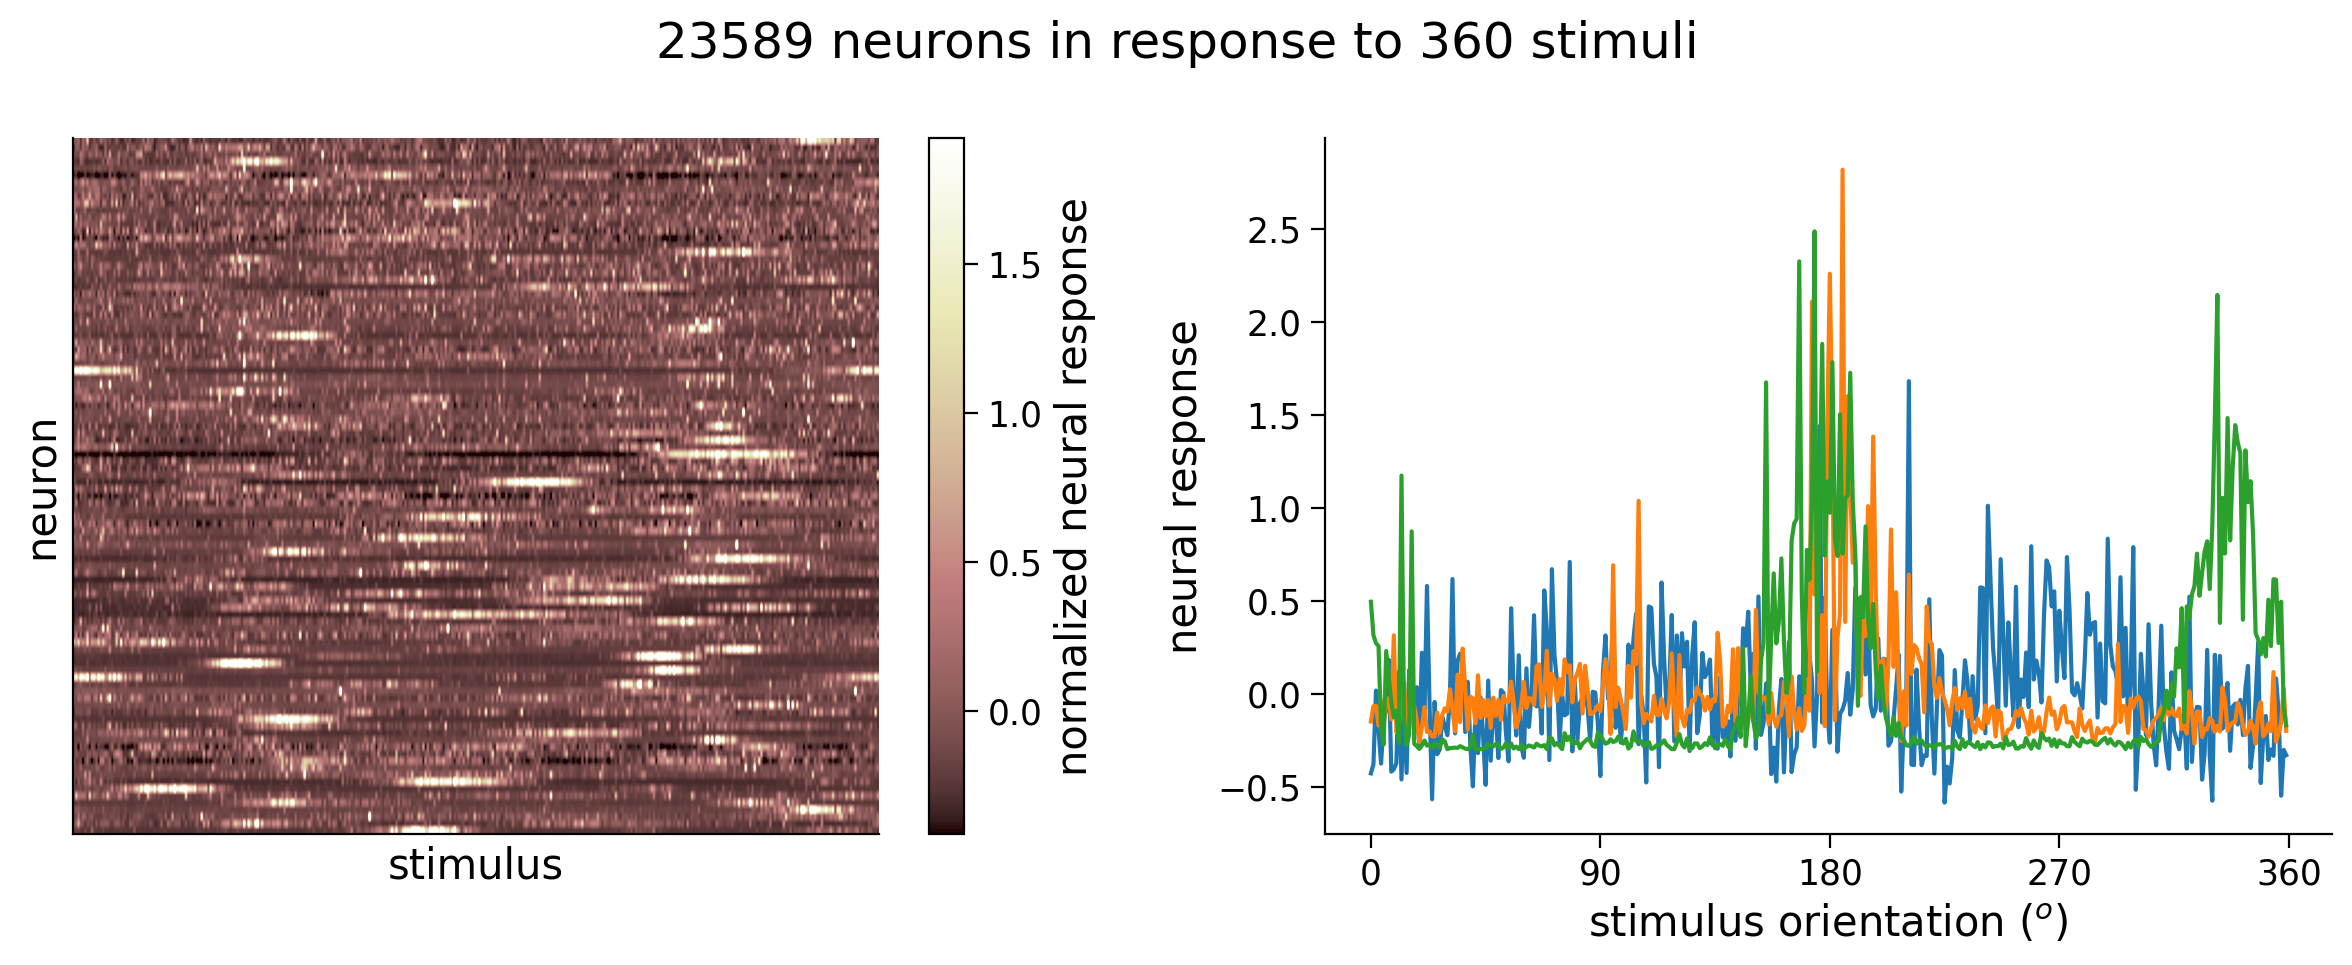 23589 neurons in response to 360 stimuli
neuron
stimulus
1.5
1.0
0.5
0.0
normalized neural response
neural response
2.5
2.0
1.5
1.0
0.5
0.0
−0.5
0 90 180 270 360
stimulus orientation (°)